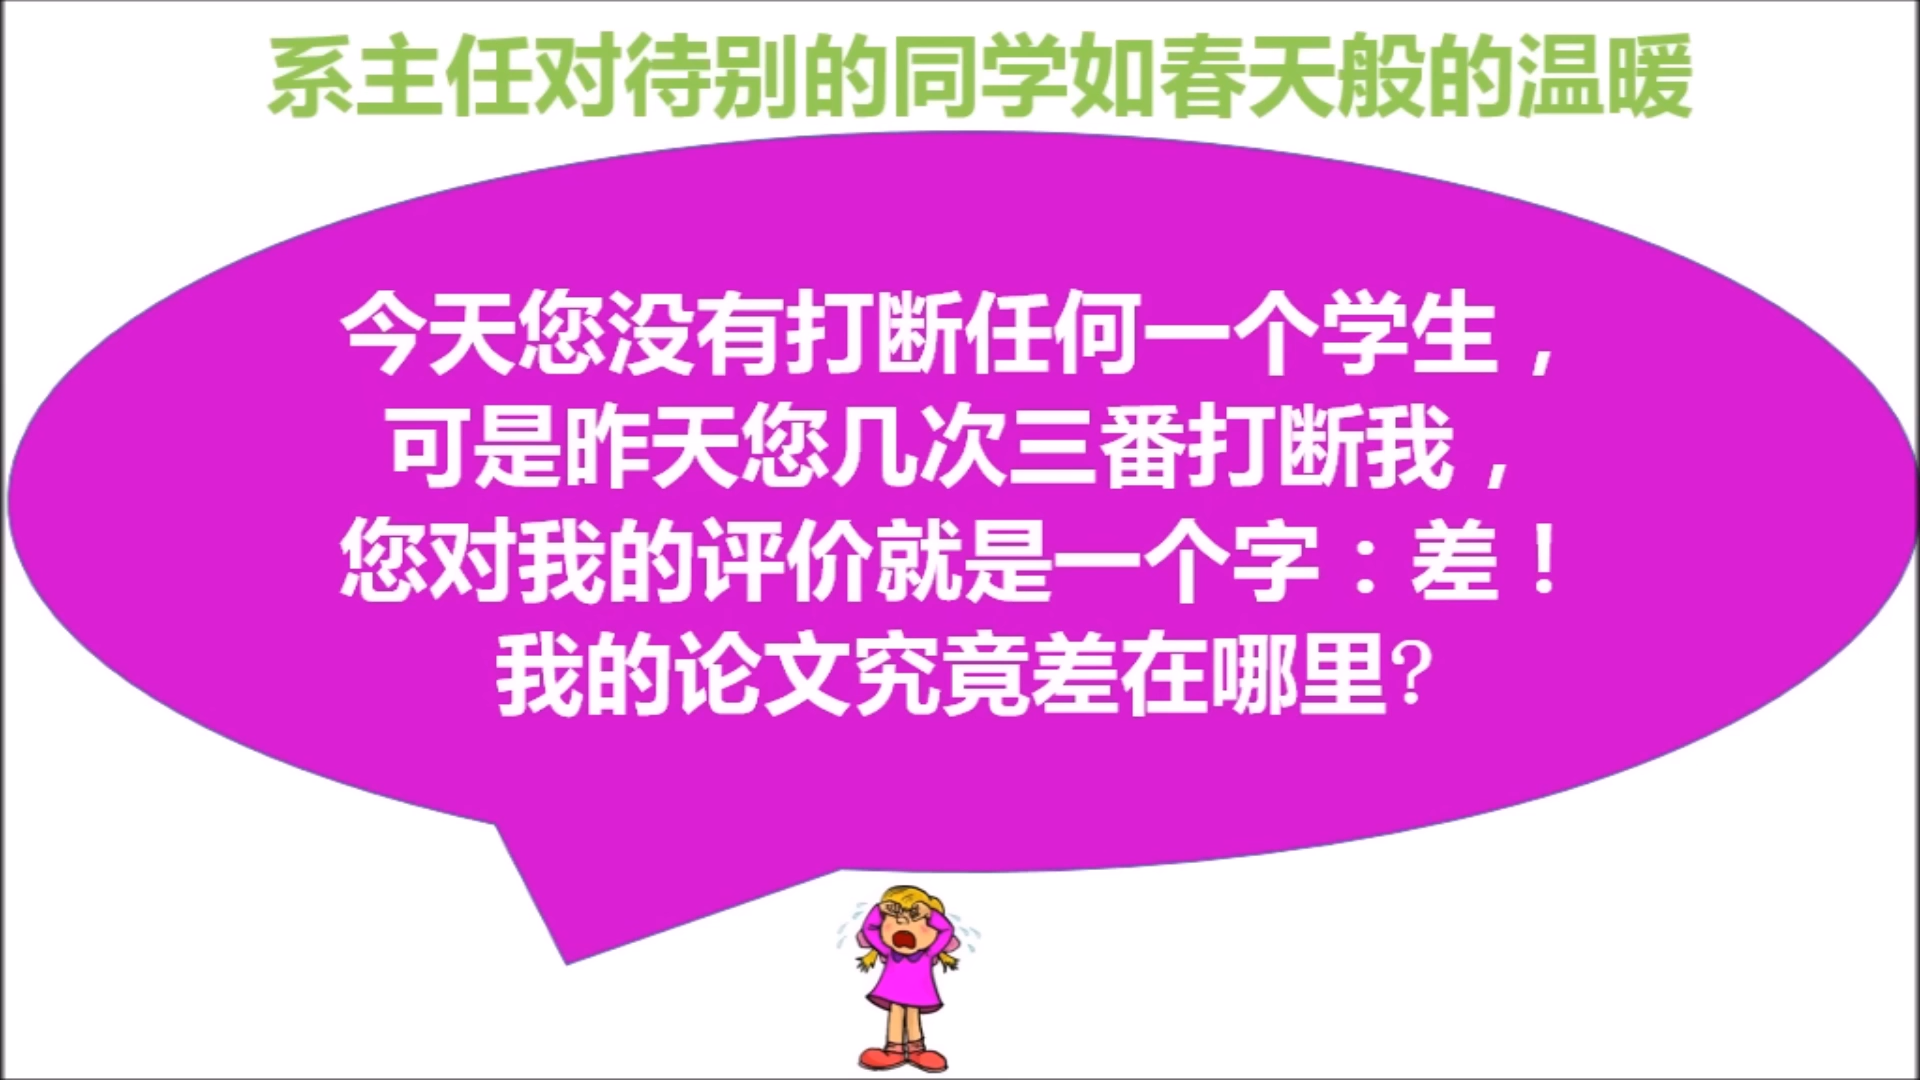 系主任对待别的同学如春天般的温暖
今天您没有打断任何一个学生，
可是昨天您几次三番打断我，
您对我的评价就是一个字：差！
我的论文究竟差在哪里？